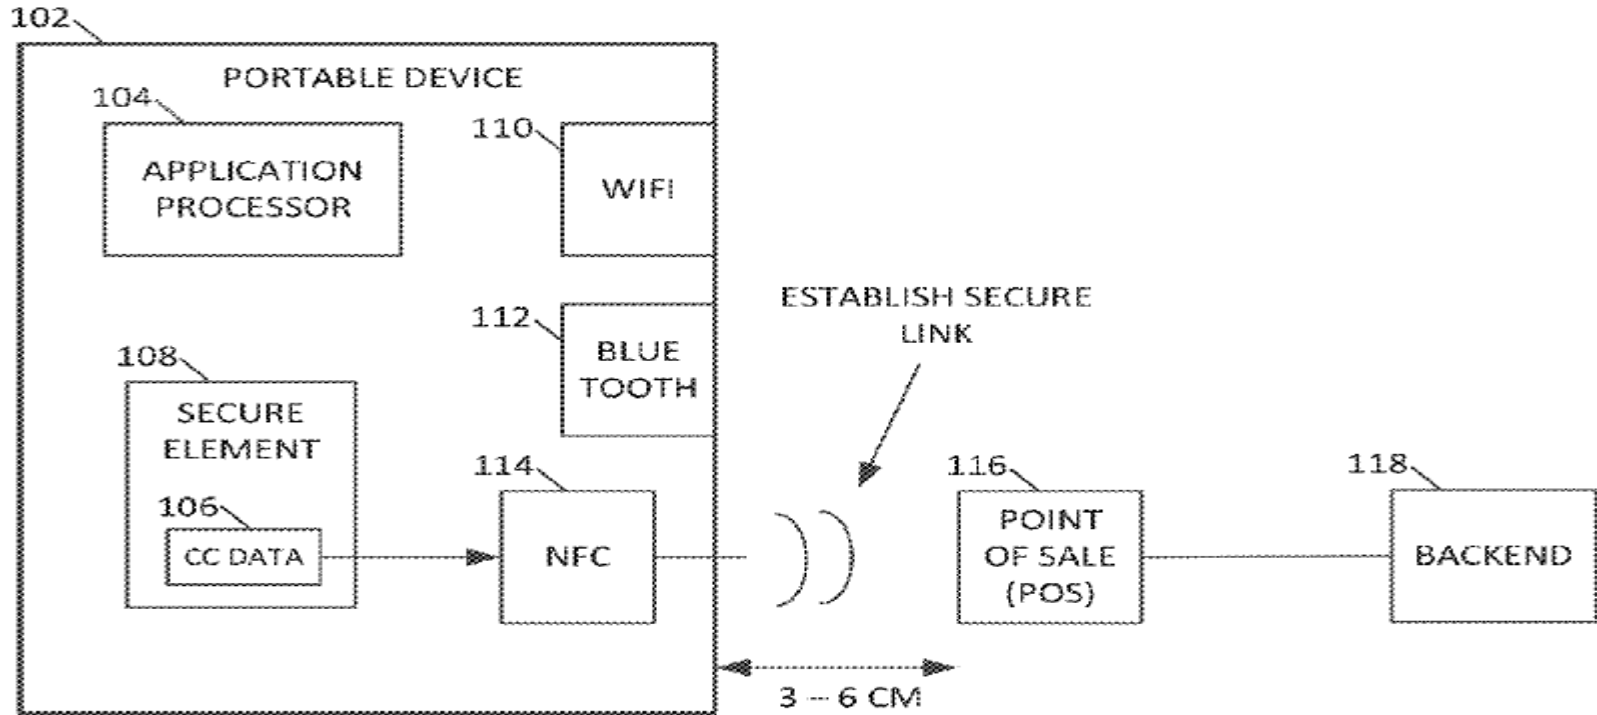 102
PORTABLE DEVICE
104
APPLICATION
PROCESSOR
110
WIFI
112
BLUE
TOOTH
108
SECURE
ELEMENT
106
CC DATA
114
NFC
ESTABLISH SECURE
LINK
116
POINT
OF SALE
(POS)
118
BACKEND
3 – 6 CM